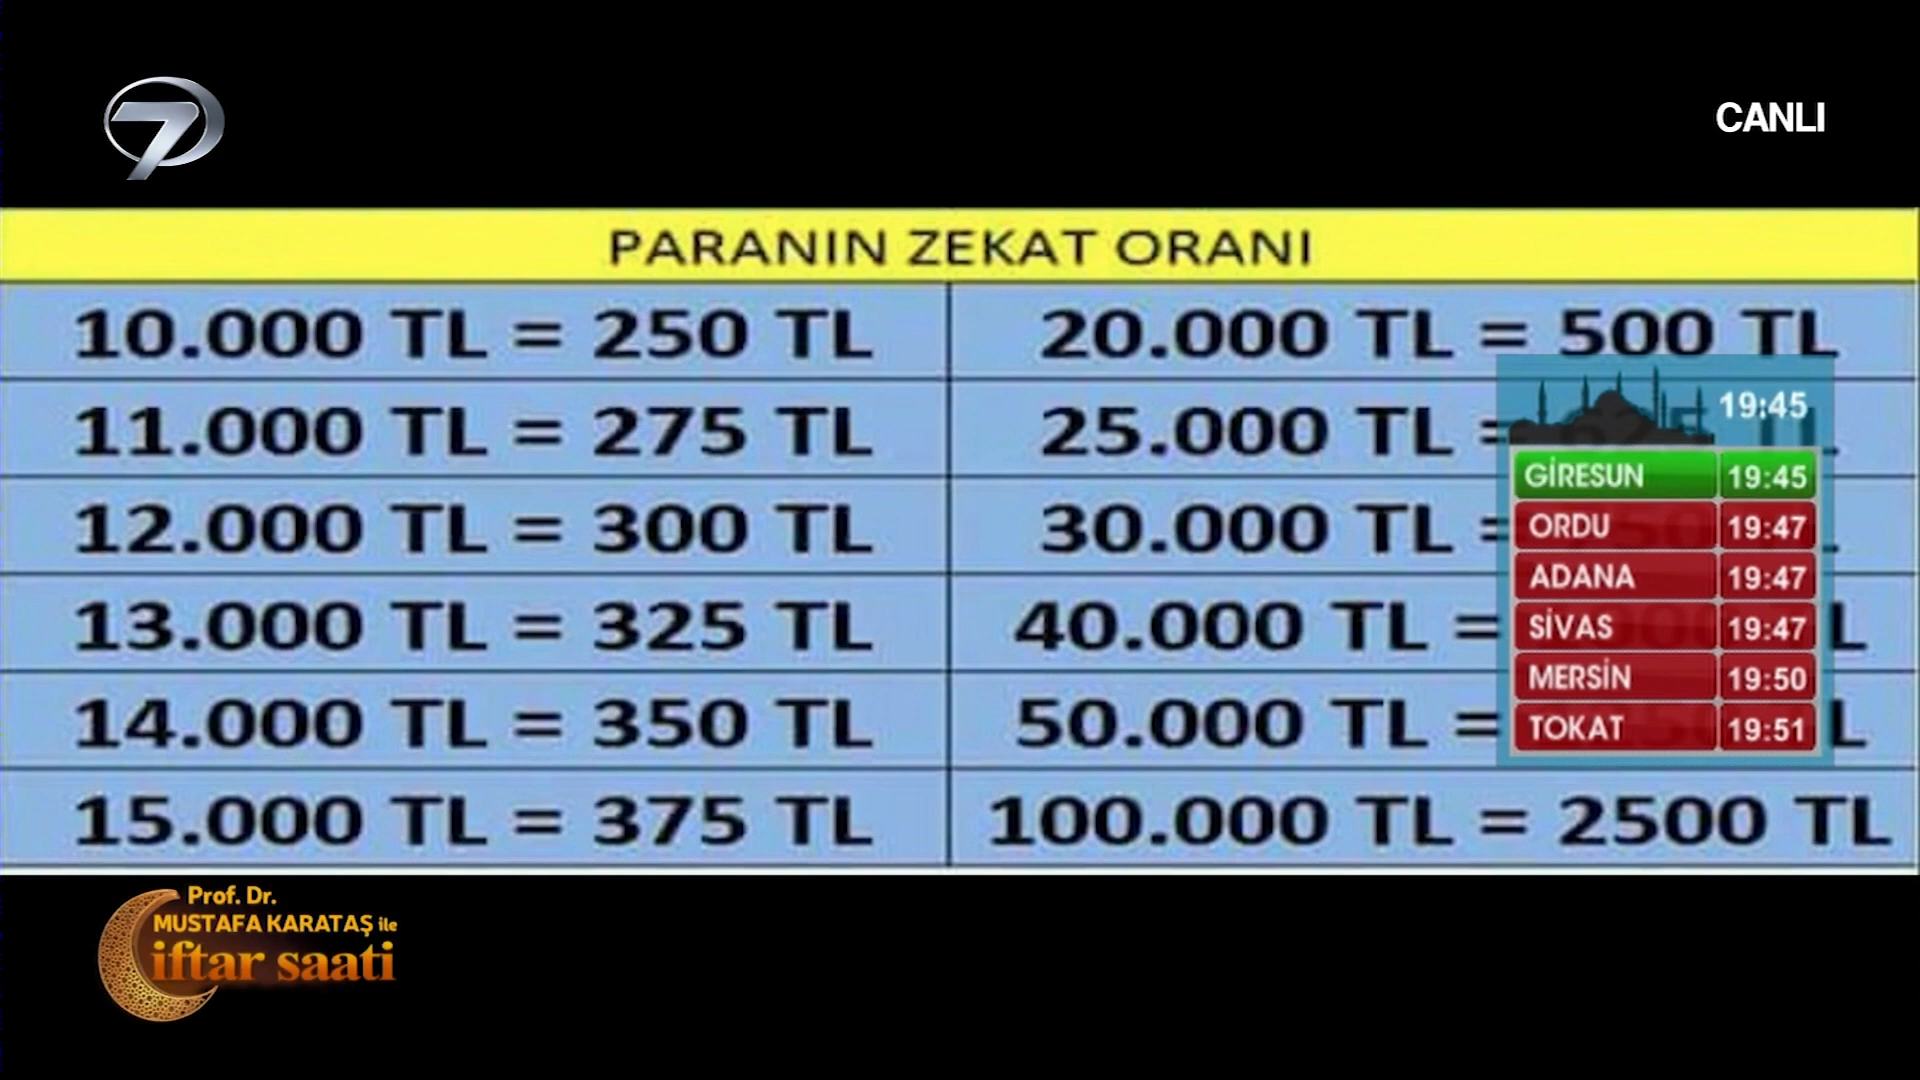 7
CANLI
PARANIN ZEKAT ORANI
10.000 TL = 250 TL
20.000 TL = 500 TL
11.000 TL = 275 TL
25.000 TL =
12.000 TL = 300 TL
30.000 TL =
13.000 TL = 325 TL
40.000 TL =
14.000 TL = 350 TL
50.000 TL =
15.000 TL = 375 TL
100.000 TL = 2500 TL
19:45
GİRESUN 19:45
ORDU 19:47
ADANA 19:47
SİVAS 19:47
MERSİN 19:50
TOKAT 19:51
Prof. Dr.
MUSTAFA KARATAŞ ile
iftar saati